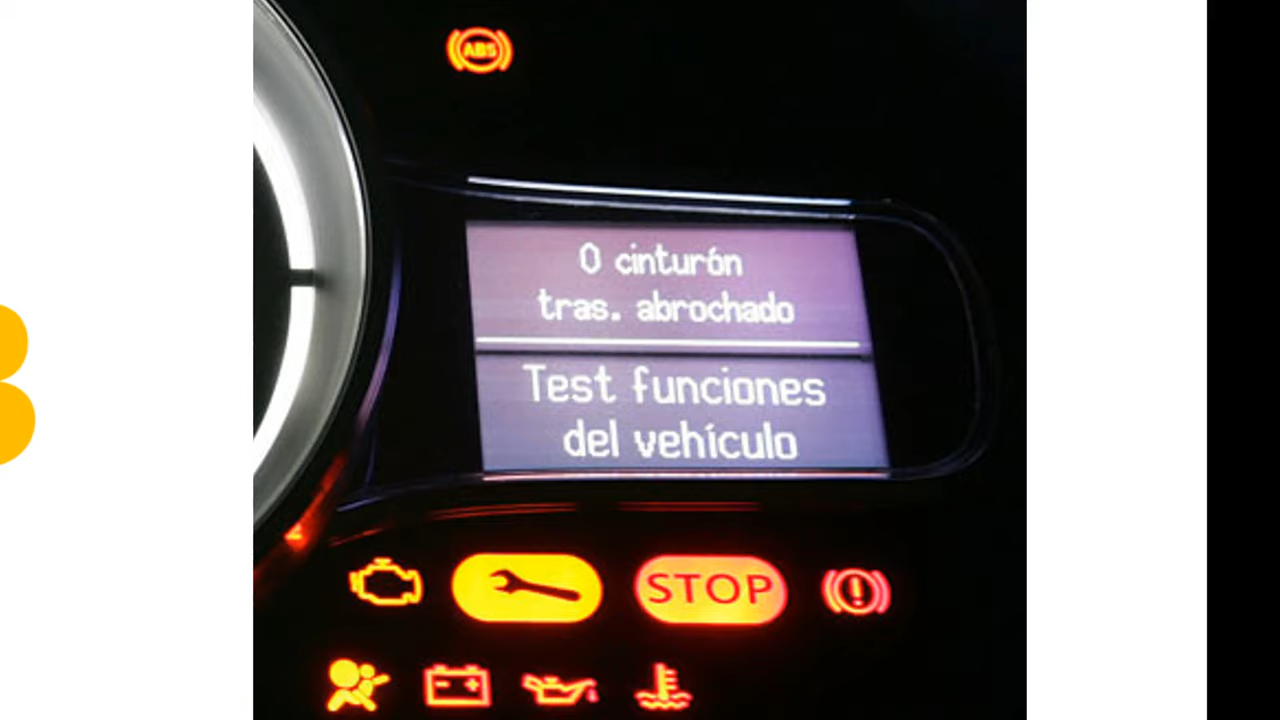 ABS
0 cinturón
tras. abrochado
Test funciones
del vehículo
STOP